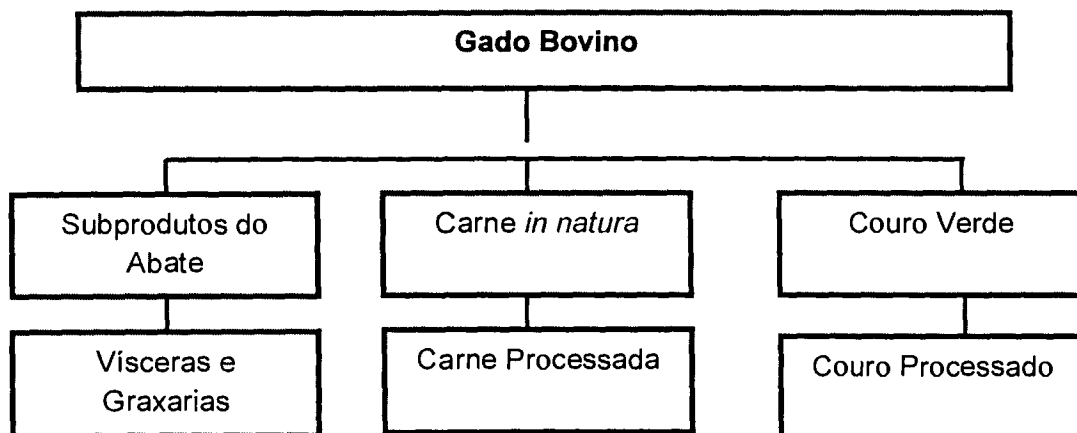 Gado Bovino
Subprodutos do
Abate
Carne in natura
Couro Verde
Vísceras e
Graxarias
Carne Processada
Couro Processado